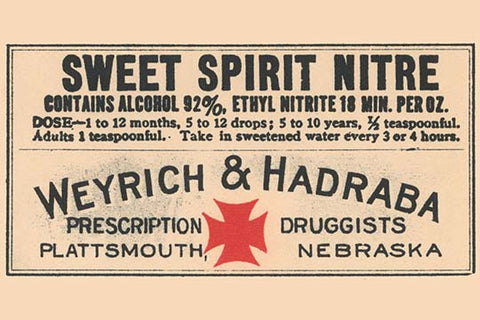 SWEET SPIRIT NITRE
CONTAINS ALCOHOL 92%, ETHYL NITRITE 18 MIN. PER OZ.
DOSE—1 to 12 months, 5 to 12 drops; 5 to 10 years, ½ teaspoonful.
Adults 1 teaspoonful. Take in sweetened water every 3 or 4 hours.
WEYRICH & HADRABA
PRESCRIPTION DRUGGISTS
PLATTSMOUTH, NEBRASKA